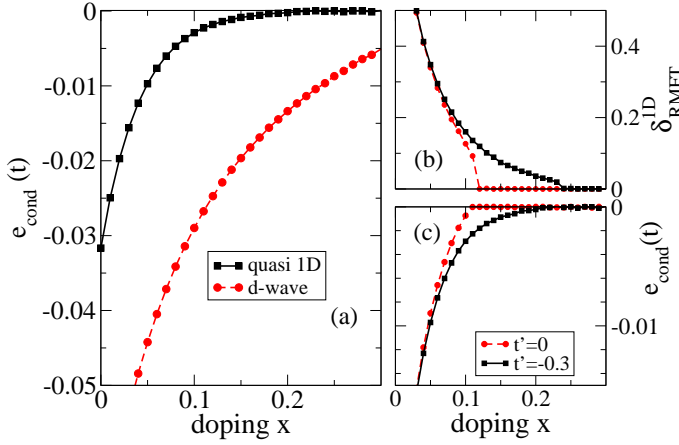 0
-0.01
-0.02
-0.03
-0.04
-0.05
e_cond (t)
0 0.1 0.2
doping x
quasi 1D
d-wave
(a)
0.4
0.2
0
δ^1D_RMFT
(b)
0
-0.01
e_cond(t)
(c)
t'=0
t'=-0.3
0 0.1 0.2
doping x